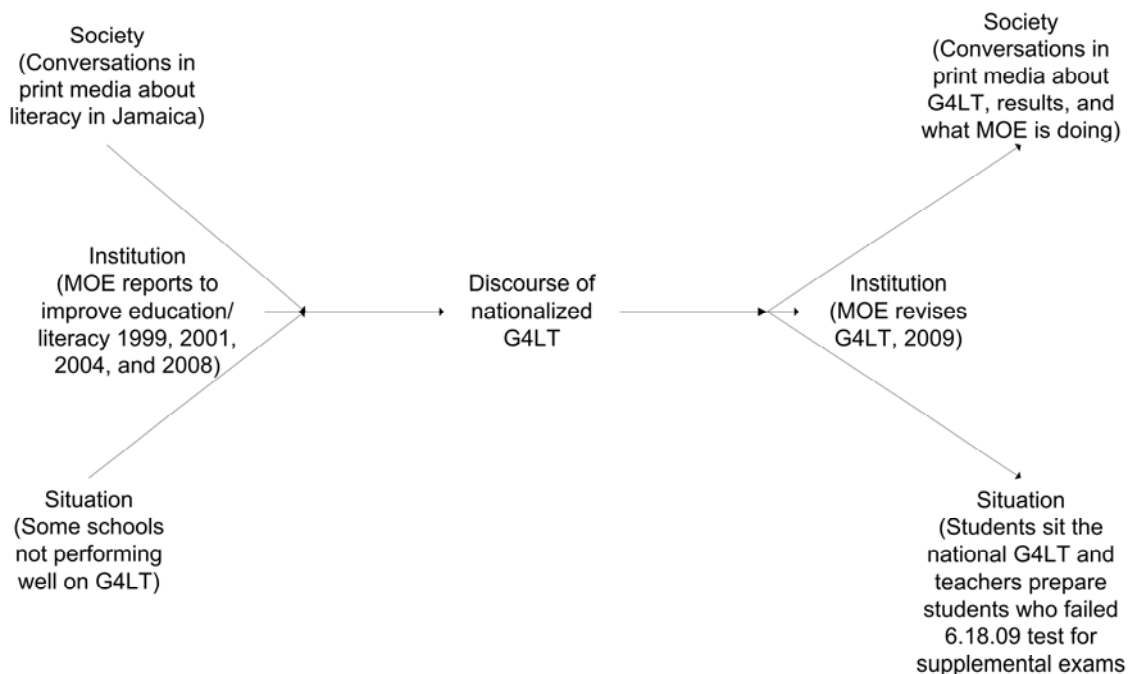 Society
(Conversations in
print media about
literacy in Jamaica)
Institution
(MOE reports to
improve education/
literacy 1999, 2001,
2004, and 2008)
Situation
(Some schools
not performing
well on G4LT)
Discourse of
nationalized
G4LT
Society
(Conversations in
print media about
G4LT, results, and
what MOE is doing)
Institution
(MOE revises
G4LT, 2009)
Situation
(Students sit the
national G4LT and
teachers prepare
students who failed
6.18.09 test for
supplemental exams